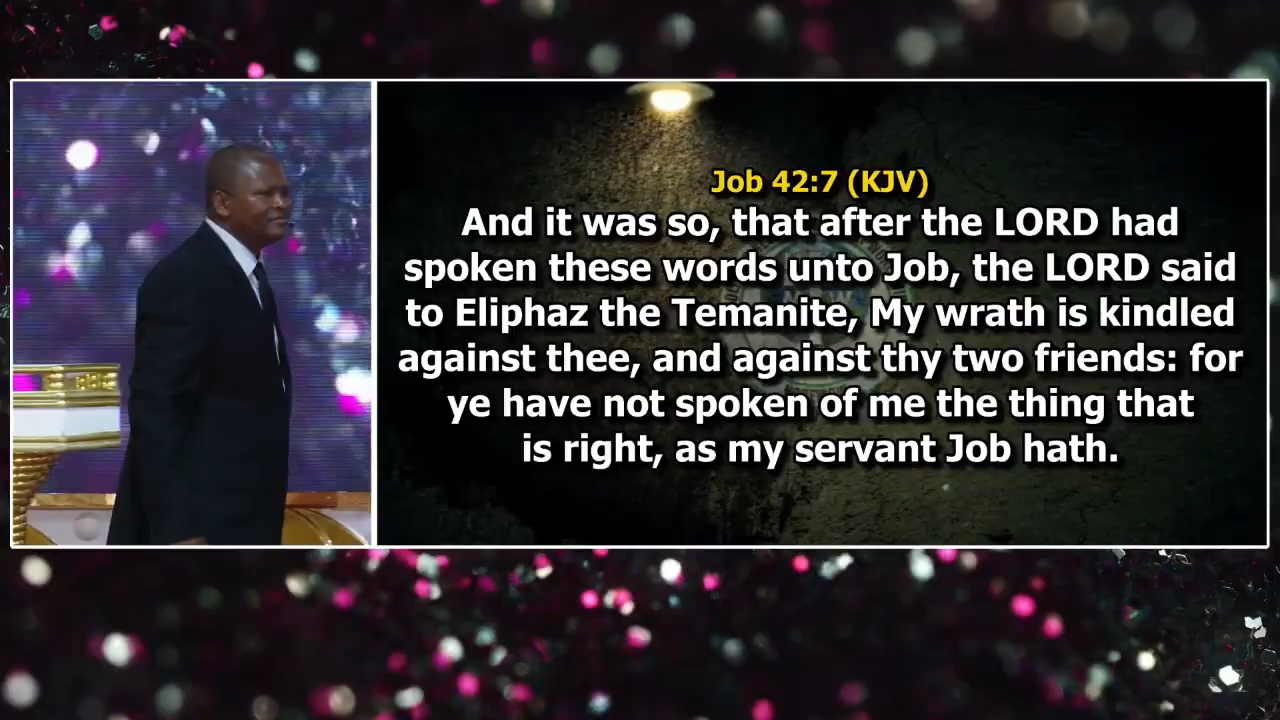 Job 42:7 (KJV)
And it was so, that after the LORD had
spoken these words unto Job, the LORD said
to Eliphaz the Temanite, My wrath is kindled
against thee, and against thy two friends: for
ye have not spoken of me the thing that
is right, as my servant Job hath.